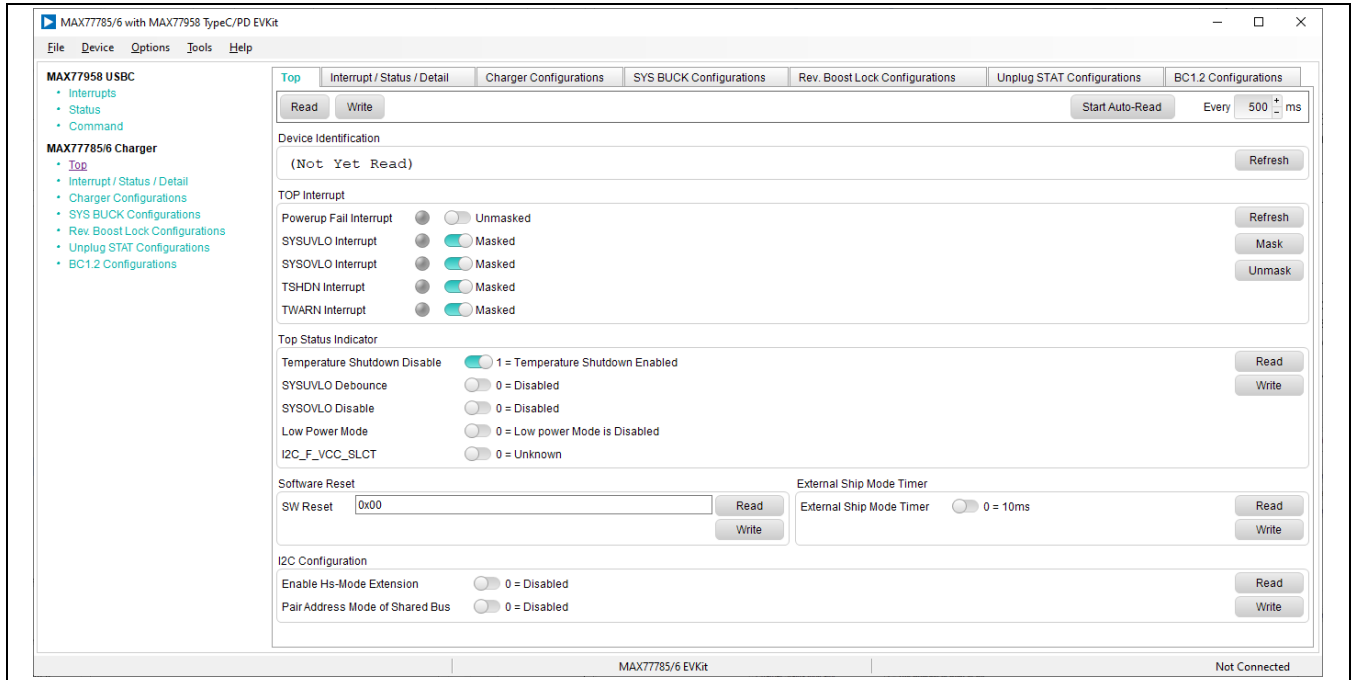 MAX77785/6 with MAX77958 TypeC/PD EVKit
File Device Options Tools Help
MAX77958 USBC
Interrupts
Status
Command
MAX77785/6 Charger
Top
Interrupt / Status / Detail
Charger Configurations
SYS BUCK Configurations
Rev. Boost Lock Configurations
Unplug STAT Configurations
BC1.2 Configurations
Top Interrupt / Status / Detail Charger Configurations SYS BUCK Configurations Rev. Boost Lock Configurations Unplug STAT Configurations BC1.2 Configurations
Read Write Start Auto-Read Every 500 ms
Device Identification
(Not Yet Read) Refresh
TOP Interrupt
Powerup Fail Interrupt Unmasked Refresh
SYSUVLO Interrupt Masked Mask
SYSOVLO Interrupt Masked Unmask
TSHDN Interrupt Masked
TWARN Interrupt Masked
Top Status Indicator
Temperature Shutdown Disable 1 = Temperature Shutdown Enabled Read
SYSUVLO Debounce 0 = Disabled Write
SYSOVLO Disable 0 = Disabled
Low Power Mode 0 = Low power Mode is Disabled
I2C_F_VCC_SLCT 0 = Unknown
Software Reset External Ship Mode Timer
SW Reset 0x00 Read External Ship Mode Timer 0 = 10ms Read
Write Write
I2C Configuration
Enable Hs-Mode Extension 0 = Disabled Read
Pair Address Mode of Shared Bus 0 = Disabled Write
MAX77785/6 EVKit Not Connected